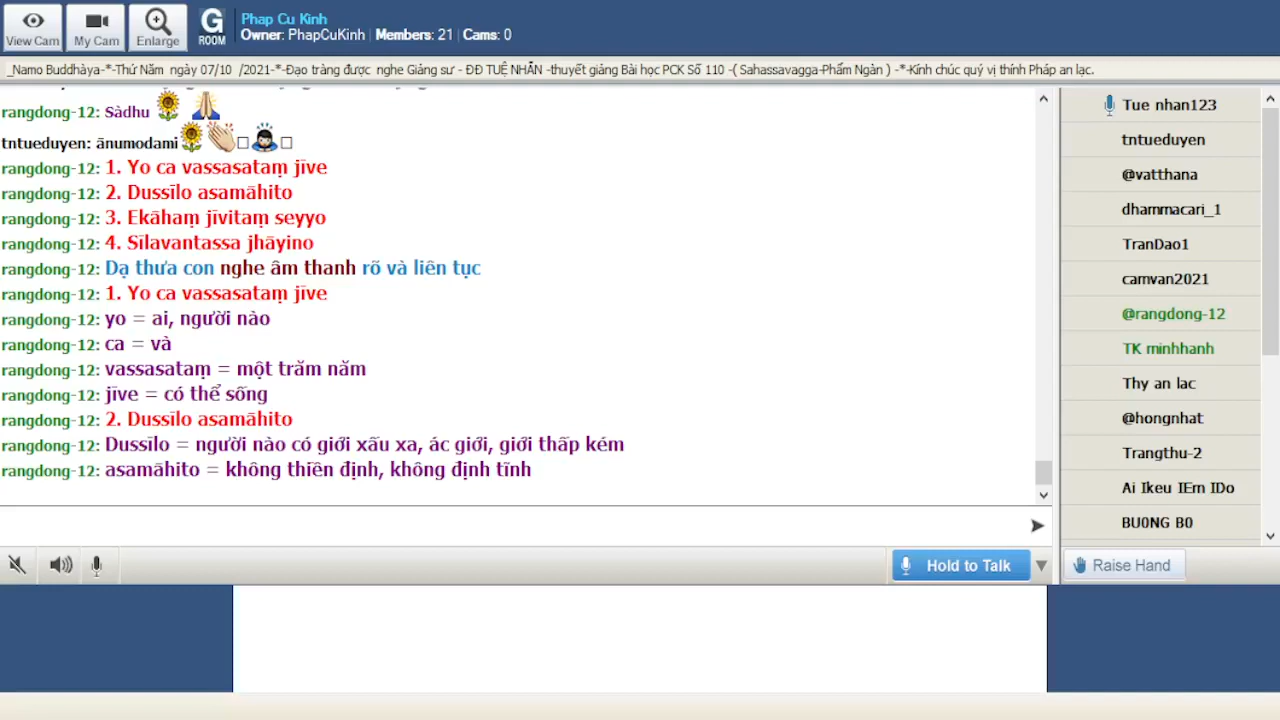 View Cam
My Cam
Enlarge
G
ROOM
Phap Cu Kinh
Owner: PhapCuKinh | Members: 21 | Cams: 0
_Namo Buddhàya-*-Thứ Năm ngày 07/10 /2021-*-Đạo tràng được nghe Giảng sư - ĐĐ TUỆ NHẪN -thuyết giảng Bài học PCK Số 110 -( Sahassavagga-Phẩm Ngàn ) -*-Kính chúc quý vị thính Pháp an lạc.
rangdong-12: Sàdhu
tntueduyen: ānumodami
rangdong-12: 1. Yo ca vassasataṃ jīve
rangdong-12: 2. Dussīlo asamāhito
rangdong-12: 3. Ekāhaṃ jīvitaṃ seyyo
rangdong-12: 4. Sīlavantassa jhāyino
rangdong-12: Dạ thưa con nghe âm thanh rõ và liên tục
rangdong-12: 1. Yo ca vassasataṃ jīve
rangdong-12: yo = ai, người nào
rangdong-12: ca = và
rangdong-12: vassasataṃ = một trăm năm
rangdong-12: jīve = có thể sống
rangdong-12: 2. Dussīlo asamāhito
rangdong-12: Dussīlo = người nào có giới xấu xa, ác giới, giới thấp kém
rangdong-12: asamāhito = không thiền định, không định tĩnh
Tue nhan123
tntueduyen
@vatthana
dhammacari_1
TranDao1
camvan2021
@rangdong-12
TK minhhanh
Thy an lac
@hongnhat
Trangthu-2
Ai Ikeu IEm IDo
BU0NG B0
Hold to Talk
Raise Hand